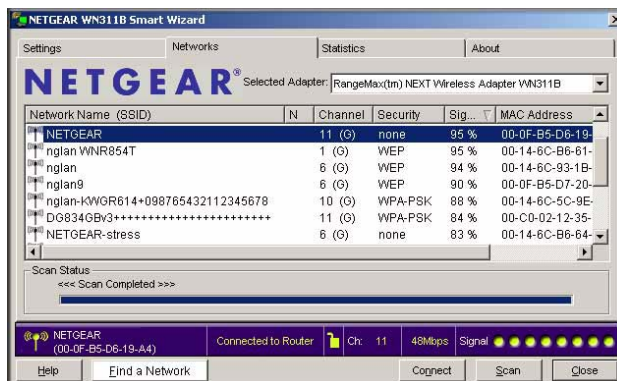 NETGEAR WN311B Smart Wizard
Settings Networks Statistics About
NETGEAR® Selected Adapter: RangeMax(tm) NEXT Wireless Adapter WN311B
Network Name (SSID) N Channel Security Sig... MAC Address
NETGEAR 11 (G) none 95 % 00-0F-B5-D6-19-
nglan WNR854T 1 (G) WEP 95 % 00-14-6C-B6-61-
nglan 6 (G) WEP 94 % 00-14-6C-93-1B-
nglan9 6 (G) WEP 90 % 00-0F-B5-D7-20-
nglan-KWGR614+098765432112345678 10 (G) WPA-PSK 88 % 00-14-6C-5C-9E-
DG834GBv3+++++++++++++++++++++++ 11 (G) WPA-PSK 84 % 00-C0-02-12-35-
NETGEAR-stress 6 (G) none 83 % 00-14-6C-B6-64-
Scan Status
<<< Scan Completed >>>
NETGEAR
(00-0F-B5-D6-19-A4) Connected to Router Ch: 11 48Mbps Signal
Help Find a Network Connect Scan Close